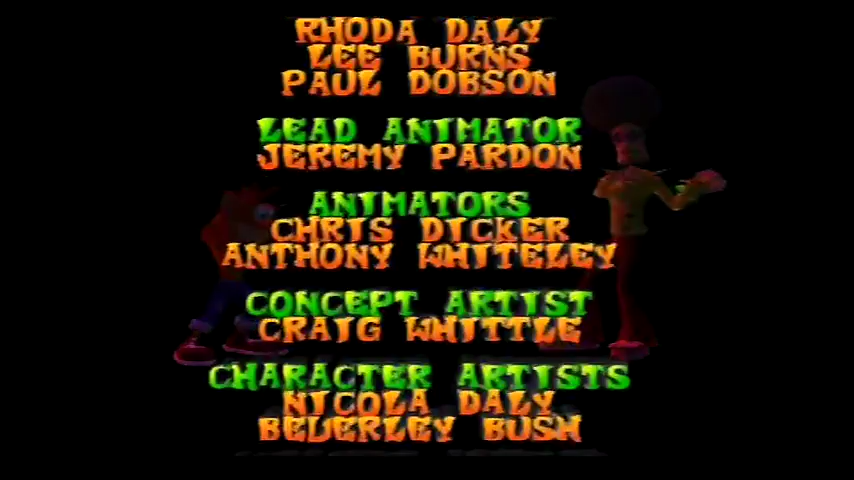 RHODA DALY
LEE BURNS
PAUL DOBSON
LEAD ANIMATOR
JEREMY PARDON
ANIMATORS
CHRIS DICKER
ANTHONY WHITELEY
CONCEPT ARTIST
CRAIG WHITTLE
CHARACTER ARTISTS
NICOLA DALY
BEVERLEY BUSH